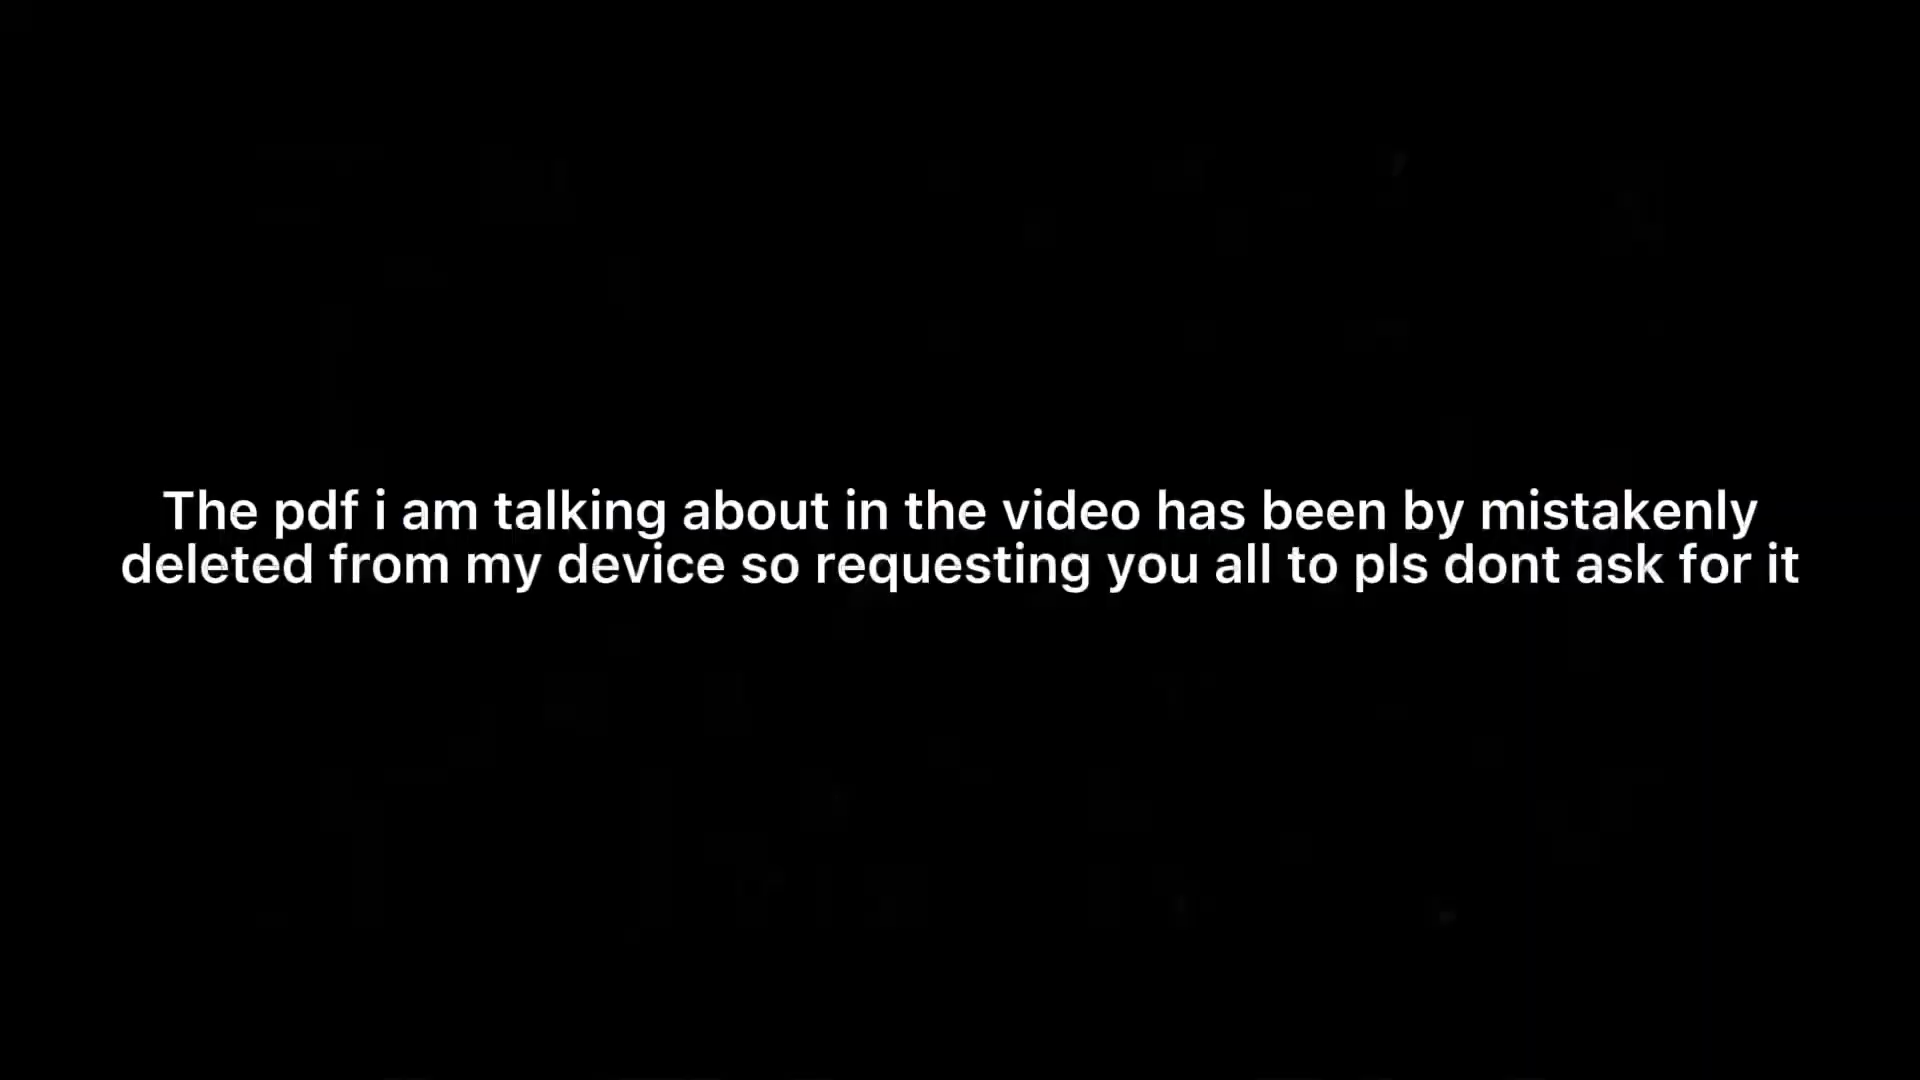 The pdf i am talking about in the video has been by mistakenly
deleted from my device so requesting you all to pls dont ask for it